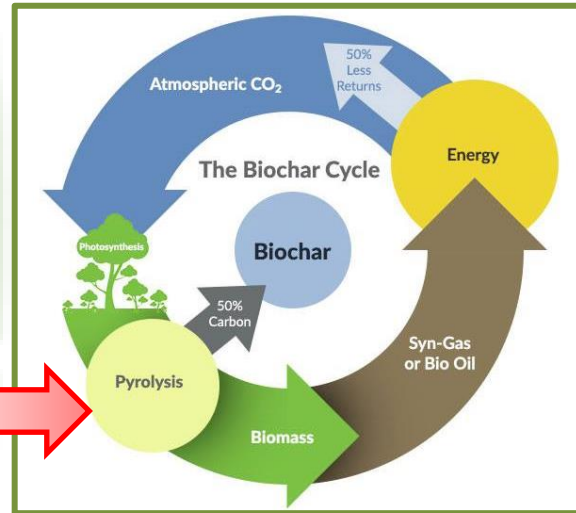 50%
Less
Returns
Atmospheric CO₂
Energy
The Biochar Cycle
Photosynthesis
Biochar
50%
Carbon
Syn-Gas
or Bio Oil
Pyrolysis
Biomass